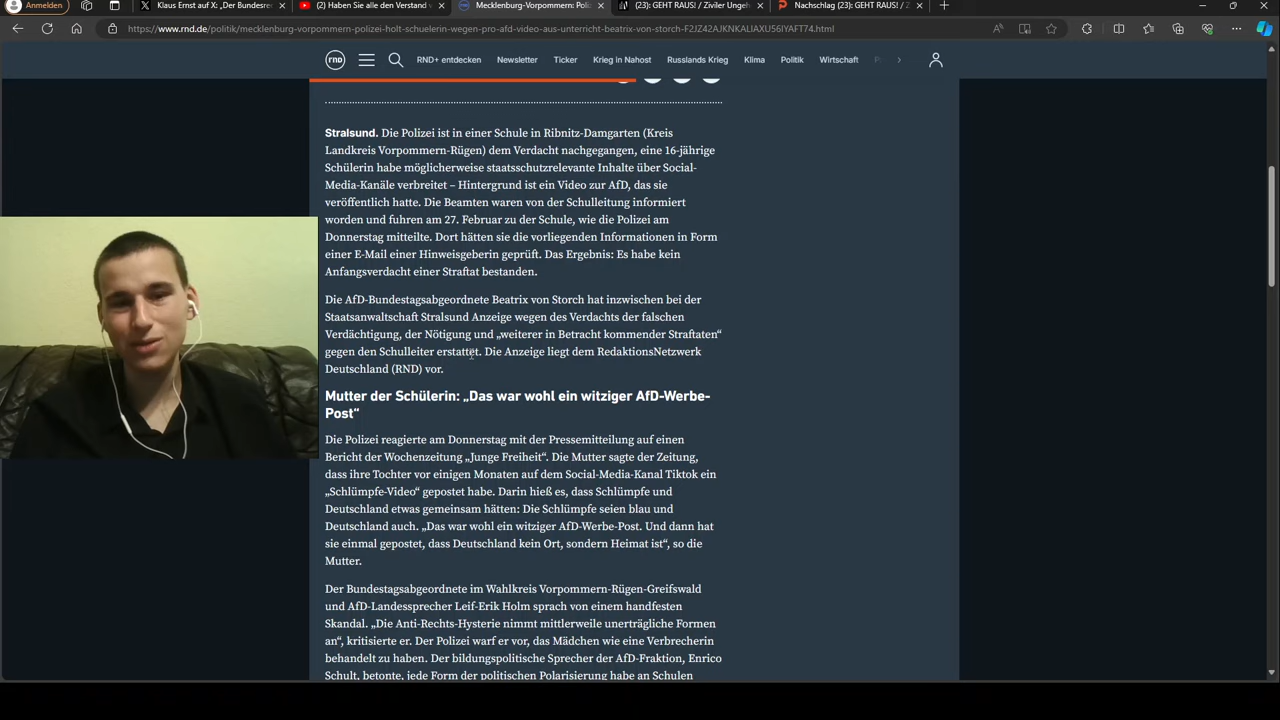 Anmelden
Klaus Ernst auf X: „Der Bundesre
(2) Haben Sie alle den Verstand v
Mecklenburg-Vorpommern: Poli
(23): GEHT RAUS! / Ziviler Ungeh
Nachschlag (23): GEHT RAUS! /
https://www.rnd.de/politik/mecklenburg-vorpommern-polizei-holt-schuelerin-wegen-pro-afd-video-aus-unterricht-beatrix-von-storch-F2JZ42AJKNKALIAXU56IYAFT74.html
rnd
RND+ entdecken
Newsletter
Ticker
Krieg in Nahost
Russlands Krieg
Klima
Politik
Wirtschaft
Stralsund. Die Polizei ist in einer Schule in Ribnitz-Damgarten (Kreis
Landkreis Vorpommern-Rügen) dem Verdacht nachgegangen, eine 16-jährige
Schülerin habe möglicherweise staatsschutzrelevante Inhalte über Social-
Media-Kanäle verbreitet – Hintergrund ist ein Video zur AfD, das sie
veröffentlich hatte. Die Beamten waren von der Schulleitung informiert
worden und fuhren am 27. Februar zu der Schule, wie die Polizei am
Donnerstag mitteilte. Dort hätten sie die vorliegenden Informationen in Form
einer E-Mail einer Hinweisgeberin geprüft. Das Ergebnis: Es habe kein
Anfangsverdacht einer Straftat bestanden.
Die AfD-Bundestagsabgeordnete Beatrix von Storch hat inzwischen bei der
Staatsanwaltschaft Stralsund Anzeige wegen des Verdachts der falschen
Verdächtigung, der Nötigung und „weiterer in Betracht kommender Straftaten“
gegen den Schulleiter erstattet. Die Anzeige liegt dem RedaktionsNetzwerk
Deutschland (RND) vor.
Mutter der Schülerin: „Das war wohl ein witziger AfD-Werbe-
Post“
Die Polizei reagierte am Donnerstag mit der Pressemitteilung auf einen
Bericht der Wochenzeitung „Junge Freiheit“. Die Mutter sagte der Zeitung,
dass ihre Tochter vor einigen Monaten auf dem Social-Media-Kanal Tiktok ein
„Schlümpfe-Video“ gepostet habe. Darin hieß es, dass Schlümpfe und
Deutschland etwas gemeinsam hätten: Die Schlümpfe seien blau und
Deutschland auch. „Das war wohl ein witziger AfD-Werbe-Post. Und dann hat
sie einmal gepostet, dass Deutschland kein Ort, sondern Heimat ist“, so die
Mutter.
Der Bundestagsabgeordnete im Wahlkreis Vorpommern-Rügen-Greifswald
und AfD-Landessprecher Leif-Erik Holm sprach von einem handfesten
Skandal. „Die Anti-Rechts-Hysterie nimmt mittlerweile unerträgliche Formen
an“, kritisierte er. Der Polizei warf er vor, das Mädchen wie eine Verbrecherin
behandelt zu haben. Der bildungspolitische Sprecher der AfD-Fraktion, Enrico
Schult, betonte, jede Form der politischen Polarisierung habe an Schulen